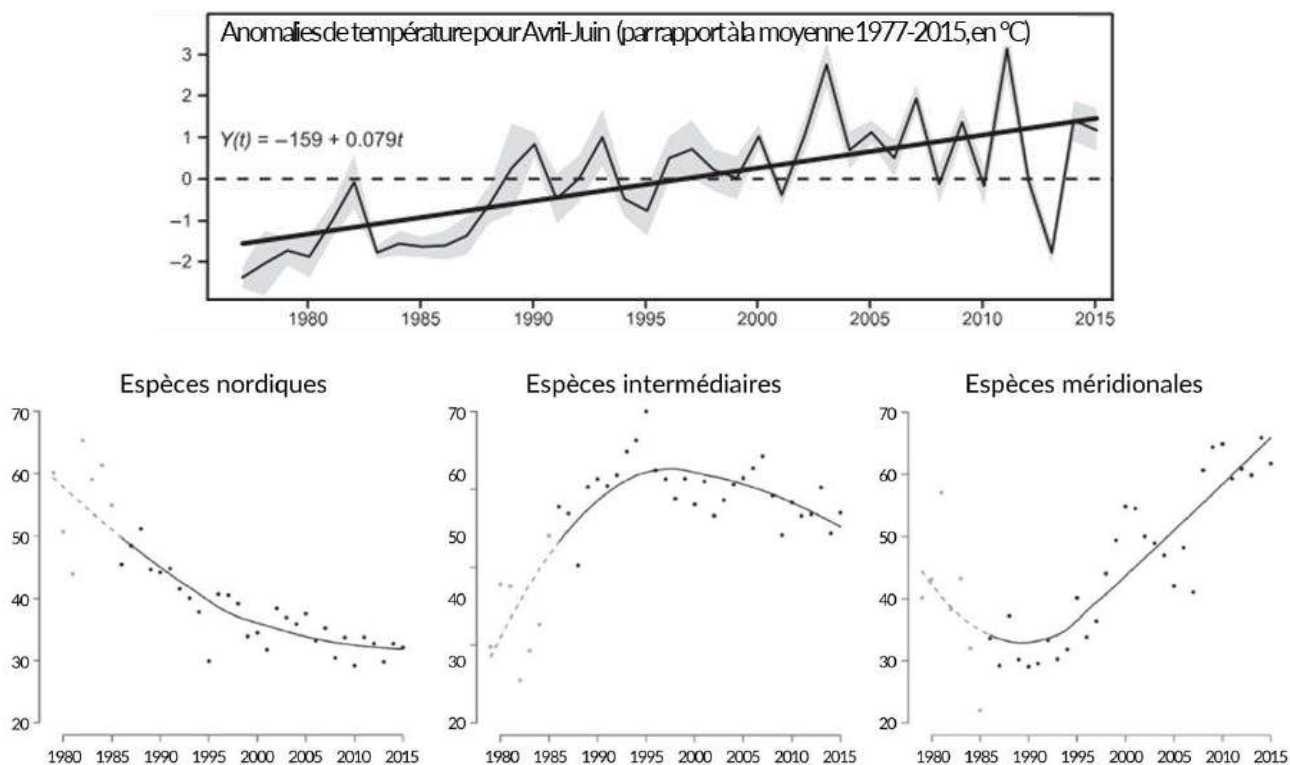 Anomalies de température pour Avril-Juin (par rapport à la moyenne 1977-2015, en °C)
3
2
1
0
−1
−2
Y(t) = −159 + 0.079t
1980 1985 1990 1995 2000 2005 2010 2015
Espèces nordiques
70
60
50
40
30
20
1980 1985 1990 1995 2000 2005 2010 2015
Espèces intermédiaires
70
60
50
40
30
20
1980 1985 1990 1995 2000 2005 2010 2015
Espèces méridionales
70
60
50
40
30
20
1980 1985 1990 1995 2000 2005 2010 2015